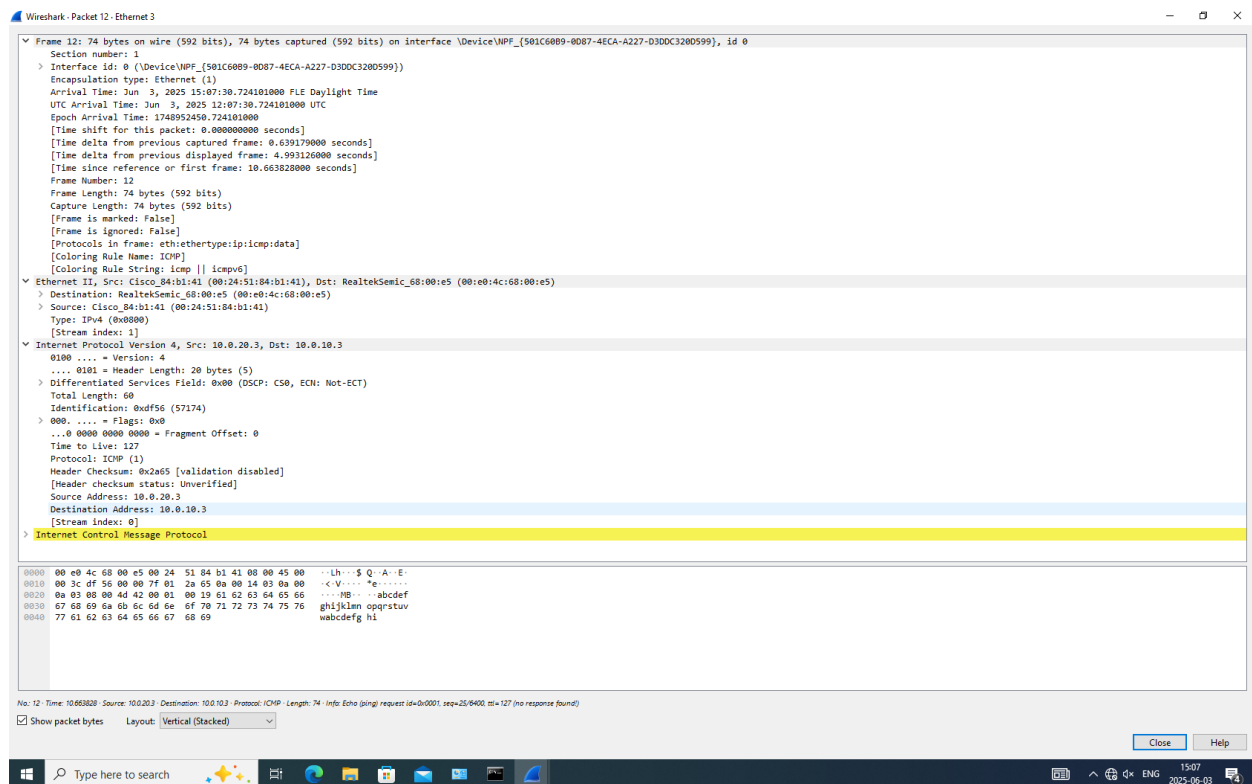 Wireshark · Packet 12 · Ethernet 3
Frame 12: 74 bytes on wire (592 bits), 74 bytes captured (592 bits) on interface \Device\NPF_{501C60B9-0D87-4ECA-A227-D3DDC320D599}, id 0
Section number: 1
Interface id: 0 (\Device\NPF_{501C60B9-0D87-4ECA-A227-D3DDC320D599})
Encapsulation type: Ethernet (1)
Arrival Time: Jun  3, 2025 15:07:30.724101000 FLE Daylight Time
UTC Arrival Time: Jun  3, 2025 12:07:30.724101000 UTC
Epoch Arrival Time: 1748952450.724101000
[Time shift for this packet: 0.000000000 seconds]
[Time delta from previous captured frame: 0.639179000 seconds]
[Time delta from previous displayed frame: 4.993126000 seconds]
[Time since reference or first frame: 10.663828000 seconds]
Frame Number: 12
Frame Length: 74 bytes (592 bits)
Capture Length: 74 bytes (592 bits)
[Frame is marked: False]
[Frame is ignored: False]
[Protocols in frame: eth:ethertype:ip:icmp:data]
[Coloring Rule Name: ICMP]
[Coloring Rule String: icmp || icmpv6]
Ethernet II, Src: Cisco_84:b1:41 (00:24:51:84:b1:41), Dst: RealtekSemic_68:00:e5 (00:e0:4c:68:00:e5)
Destination: RealtekSemic_68:00:e5 (00:e0:4c:68:00:e5)
Source: Cisco_84:b1:41 (00:24:51:84:b1:41)
Type: IPv4 (0x0800)
[Stream index: 1]
Internet Protocol Version 4, Src: 10.0.20.3, Dst: 10.0.10.3
0100 .... = Version: 4
.... 0101 = Header Length: 20 bytes (5)
Differentiated Services Field: 0x00 (DSCP: CS0, ECN: Not-ECT)
Total Length: 60
Identification: 0xdf56 (57174)
000. .... = Flags: 0x0
...0 0000 0000 0000 = Fragment Offset: 0
Time to Live: 127
Protocol: ICMP (1)
Header Checksum: 0x2a65 [validation disabled]
[Header checksum status: Unverified]
Source Address: 10.0.20.3
Destination Address: 10.0.10.3
[Stream index: 0]
Internet Control Message Protocol
0000 00 e0 4c 68 00 e5 00 24 51 84 b1 41 08 00 45 00 ··Lh···$ Q··A··E·
0010 00 3c df 56 00 00 7f 01 2a 65 0a 00 14 03 0a 00 ·<·V···· *e······
0020 0a 03 08 00 4d 42 00 01 00 19 61 62 63 64 65 66 ····MB·· ··abcdef
0030 67 68 69 6a 6b 6c 6d 6e 6f 70 71 72 73 74 75 76 ghijklmn opqrstuv
0040 77 61 62 63 64 65 66 67 68 69 wabcdefg hi
No.: 12 · Time: 10.663828 · Source: 10.0.20.3 · Destination: 10.0.10.3 · Protocol: ICMP · Length: 74 · Info: Echo (ping) request id=0x0001, seq=25/6400, ttl=127 (no response found!)
Show packet bytes Layout: Vertical (Stacked)
Close Help
Type here to search
ENG 15:07
2025-06-03
4